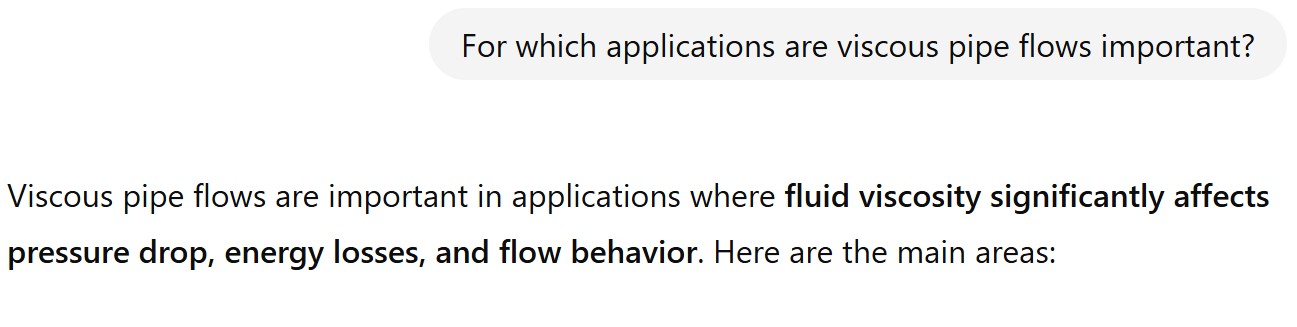 For which applications are viscous pipe flows important?
Viscous pipe flows are important in applications where fluid viscosity significantly affects
pressure drop, energy losses, and flow behavior. Here are the main areas: